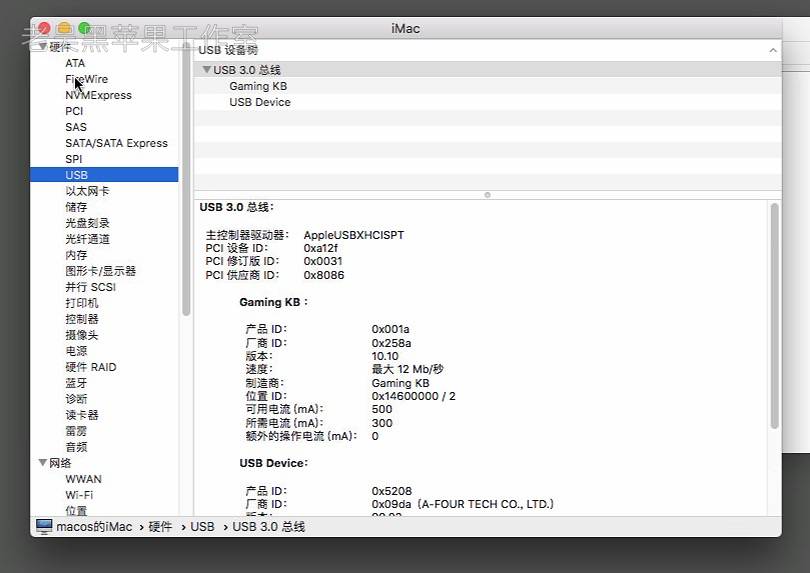 老吴黑苹果工作室
iMac
硬件
ATA
FireWire
NVMExpress
PCI
SAS
SATA/SATA Express
SPI
USB
以太网卡
储存
光盘刻录
光纤通道
内存
图形卡/显示器
并行 SCSI
打印机
控制器
摄像头
电源
硬件 RAID
蓝牙
诊断
读卡器
雷雳
音频
网络
WWAN
Wi-Fi
位置
USB 设备树
USB 3.0 总线
Gaming KB
USB Device
USB 3.0 总线:
主控制器驱动器: AppleUSBXHCISPT
PCI 设备 ID: 0xa12f
PCI 修订版 ID: 0x0031
PCI 供应商 ID: 0x8086
Gaming KB :
产品 ID: 0x001a
厂商 ID: 0x258a
版本: 10.10
速度: 最大 12 Mb/秒
制造商: Gaming KB
位置 ID: 0x14600000 / 2
可用电流 (mA): 500
所需电流 (mA): 300
额外的操作电流 (mA): 0
USB Device:
产品 ID: 0x5208
厂商 ID: 0x09da (A-FOUR TECH CO., LTD.)
macos的iMac › 硬件 › USB › USB 3.0 总线